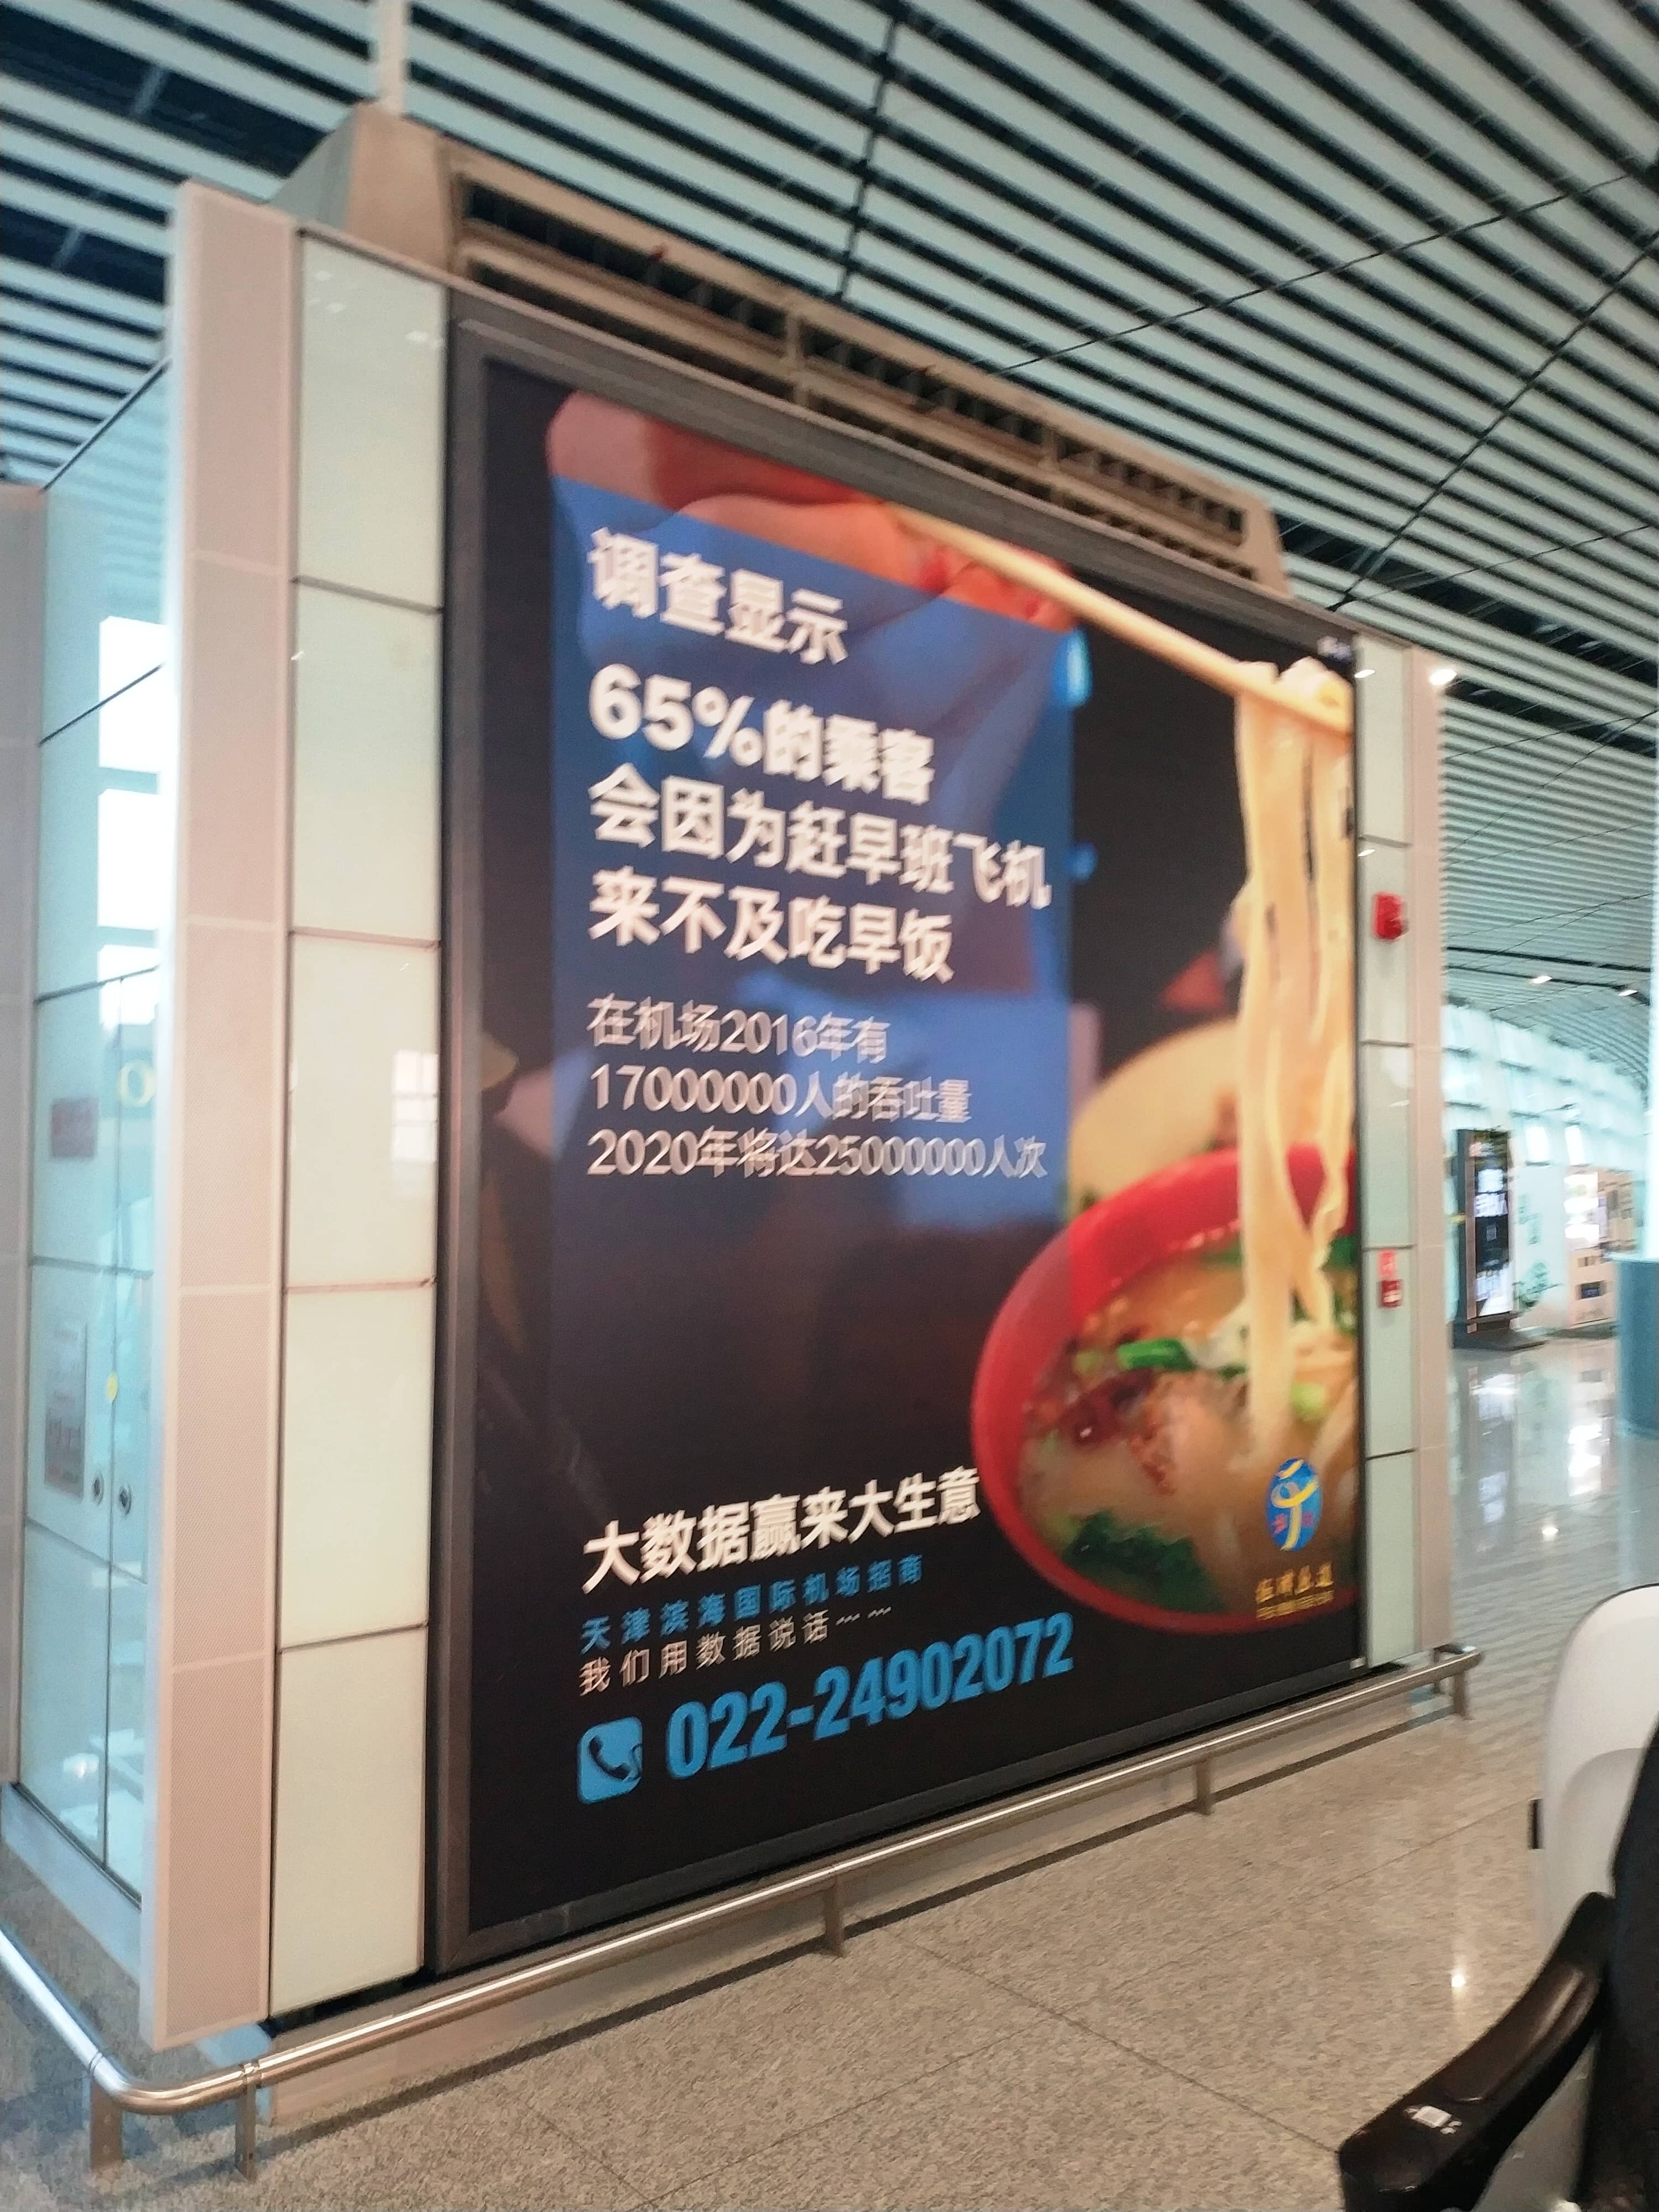 调查显示
65%的乘客
会因为赶早班飞机
来不及吃早饭
在机场2016年有
17000000人的吞吐量
2020年将达25000000人次
大数据赢来大生意
天津滨海国际机场招商
我们用数据说话~~
022-24902072